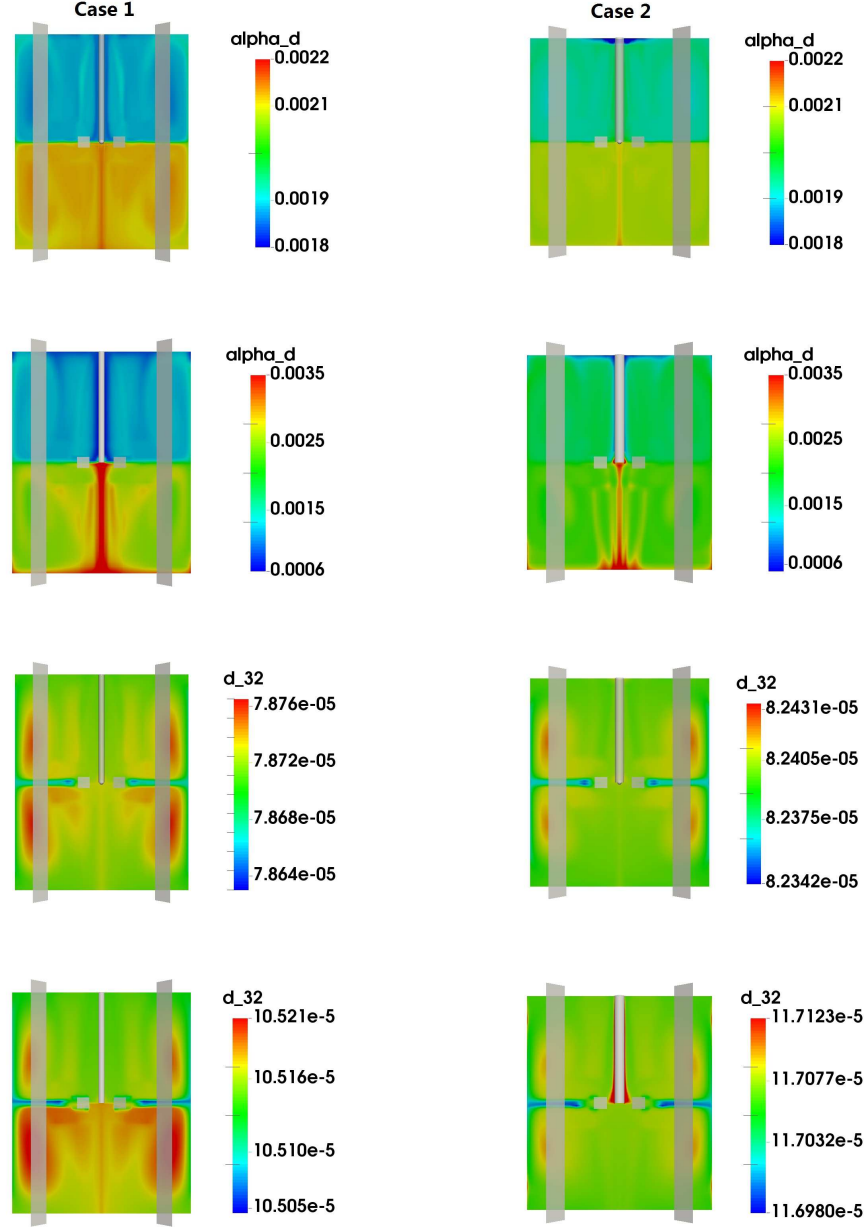 Case 1
Case 2
alpha_d
0.0022
0.0021
0.0019
0.0018
alpha_d
0.0022
0.0021
0.0019
0.0018
alpha_d
0.0035
0.0025
0.0015
0.0006
alpha_d
0.0035
0.0025
0.0015
0.0006
d_32
7.876e-05
7.872e-05
7.868e-05
7.864e-05
d_32
8.2431e-05
8.2405e-05
8.2375e-05
8.2342e-05
d_32
10.521e-5
10.516e-5
10.510e-5
10.505e-5
d_32
11.7123e-5
11.7077e-5
11.7032e-5
11.6980e-5